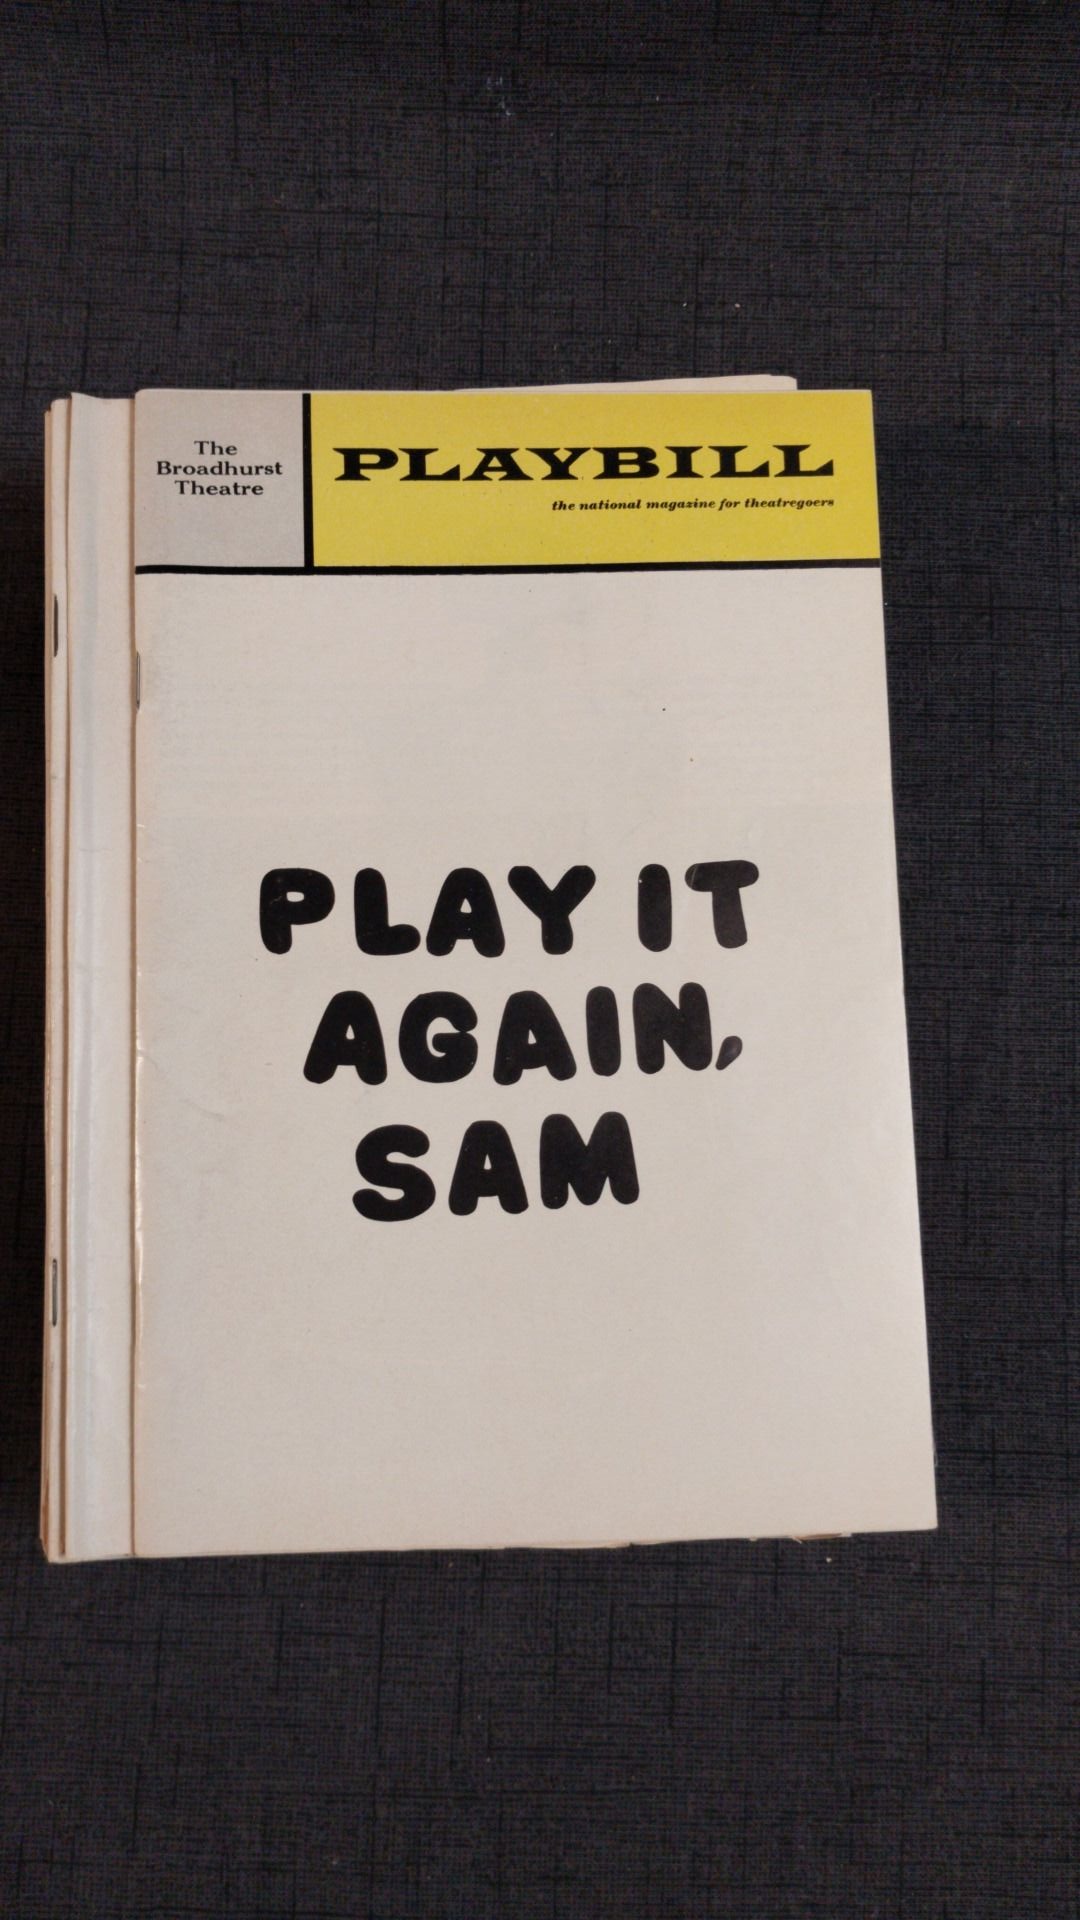 The
Broadhurst
Theatre
PLAYBILL
the national magazine for theatregoers
PLAY IT
AGAIN,
SAM